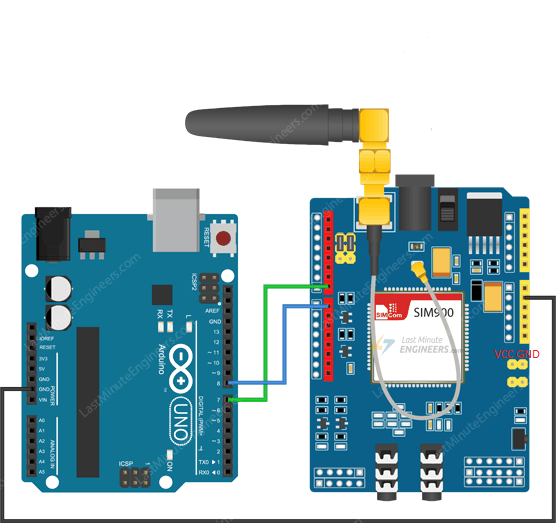 LastMinuteEngineers.com
RESET
ICSP2
AREF
GND
13
12
~11
~10
~9
8
7
~6
~5
4
~3
2
TX0 1
RX0 0
DIGITAL (PWM~)
L
TX
RX
Arduino
UNO
ON
ICSP
IOREF
RESET
3V3
5V
GND
GND
VIN
POWER
A0
A1
A2
A3
A4
A5
ANALOG IN
SIMCom
SIM900
Last Minute
ENGINEERS.com
VCC GND